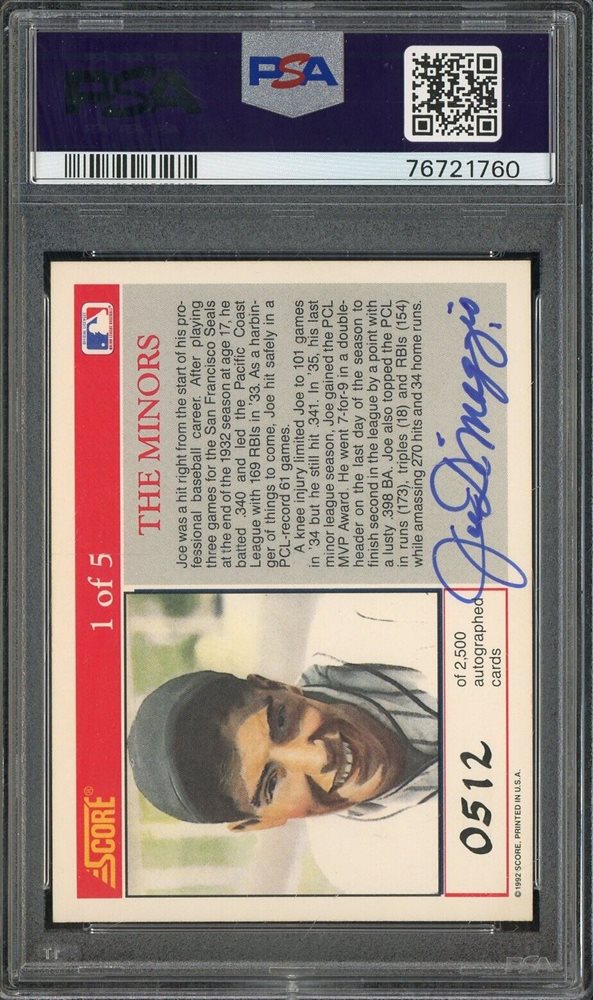 PSA
PSA
76721760
SCORE®
1 of 5
THE MINORS
Joe was a hit right from the start of his pro-
fessional baseball career. After playing
three games for the San Francisco Seals
at the end of the 1932 season at age 17, he
batted .340 and led the Pacific Coast
League with 169 RBIs in '33. As a harbin-
ger of things to come, Joe hit safely in a
PCL-record 61 games.
A knee injury limited Joe to 101 games
in '34 but he still hit .341. In '35, his last
minor league season, Joe gained the PCL
MVP Award. He went 7-for-9 in a double-
header on the last day of the season to
finish second in the league by a point with
a lusty .398 BA. Joe also topped the PCL
in runs (173), triples (18) and RBIs (154)
while amassing 270 hits and 34 home runs.
Joe DiMaggio
0512
of 2,500
autographed
cards
©1992 SCORE, PRINTED IN U.S.A.
PSA